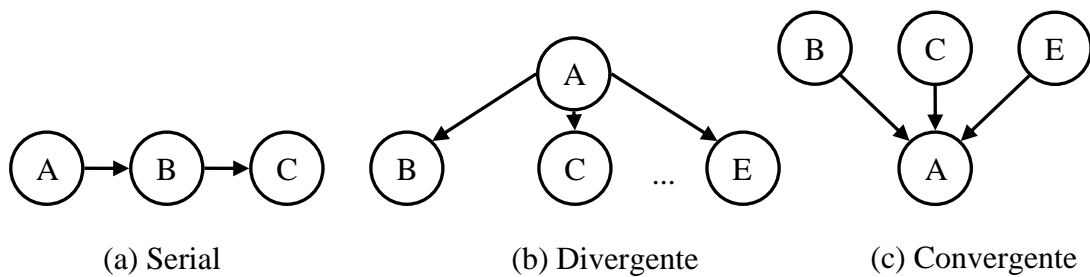 B C E
A
A B C
B C ... E
A
(a) Serial (b) Divergente (c) Convergente